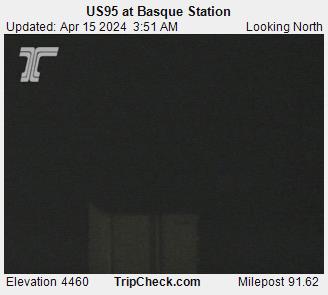 US95 at Basque Station
Updated: Apr 15 2024 3:51 AM Looking North
Elevation 4460 TripCheck.com Milepost 91.62